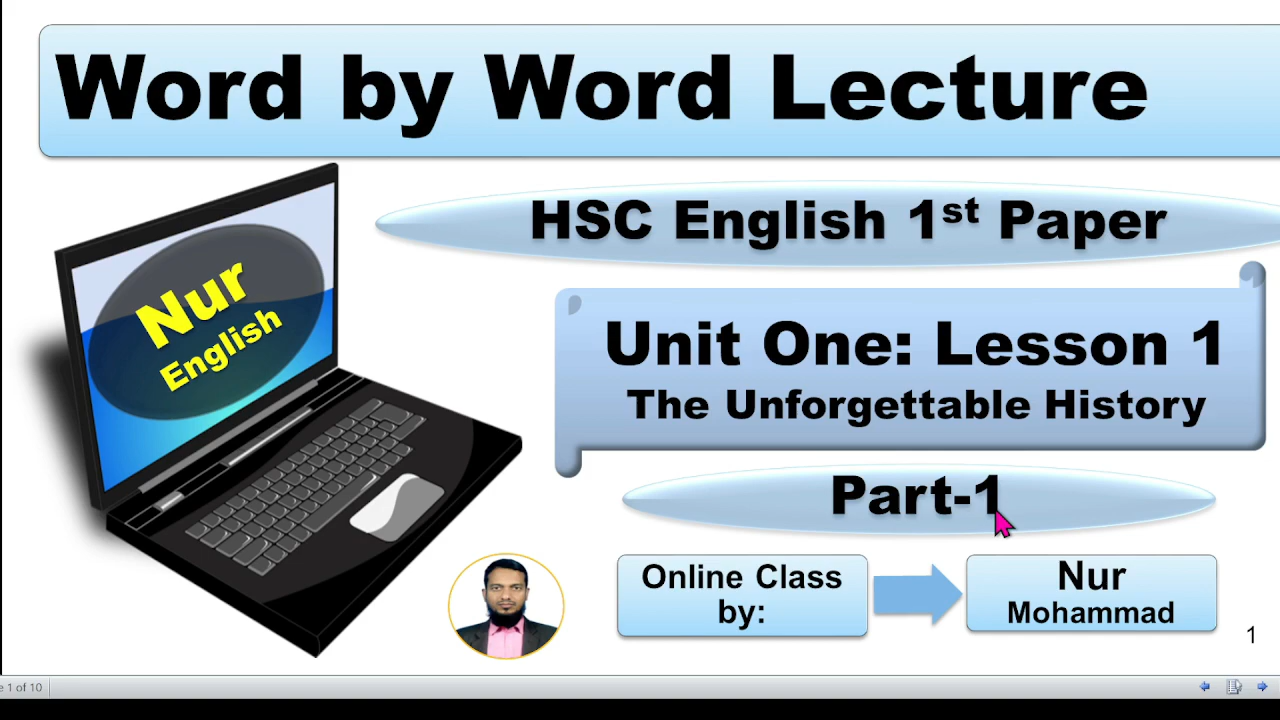 Word by Word Lecture
Nur
English
HSC English 1st Paper
Unit One: Lesson 1
The Unforgettable History
Part-1
Online Class
by:
Nur
Mohammad
1
1 of 10